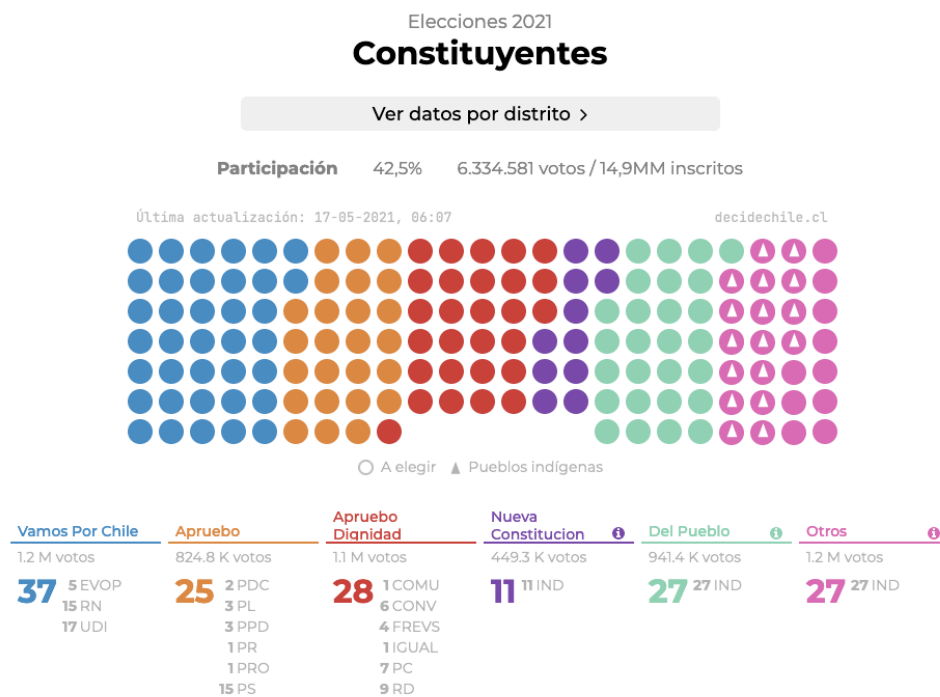 Elecciones 2021
Constituyentes
Ver datos por distrito >
Participación 42,5% 6.334.581 votos / 14,9MM inscritos
Última actualización: 17-05-2021, 06:07 decidechile.cl
A elegir Pueblos indígenas
Vamos Por Chile
1.2 M votos
37 5 EVOP
15 RN
17 UDI
Apruebo
824.8 K votos
25 2 PDC
3 PL
3 PPD
1 PR
1 PRO
15 PS
Apruebo
Dignidad
1.1 M votos
28 1 COMU
6 CONV
4 FREVS
1 IGUAL
7 PC
9 RD
Nueva
Constitucion i
449.3 K votos
11 11 IND
Del Pueblo i
941.4 K votos
27 27 IND
Otros i
1.2 M votos
27 27 IND